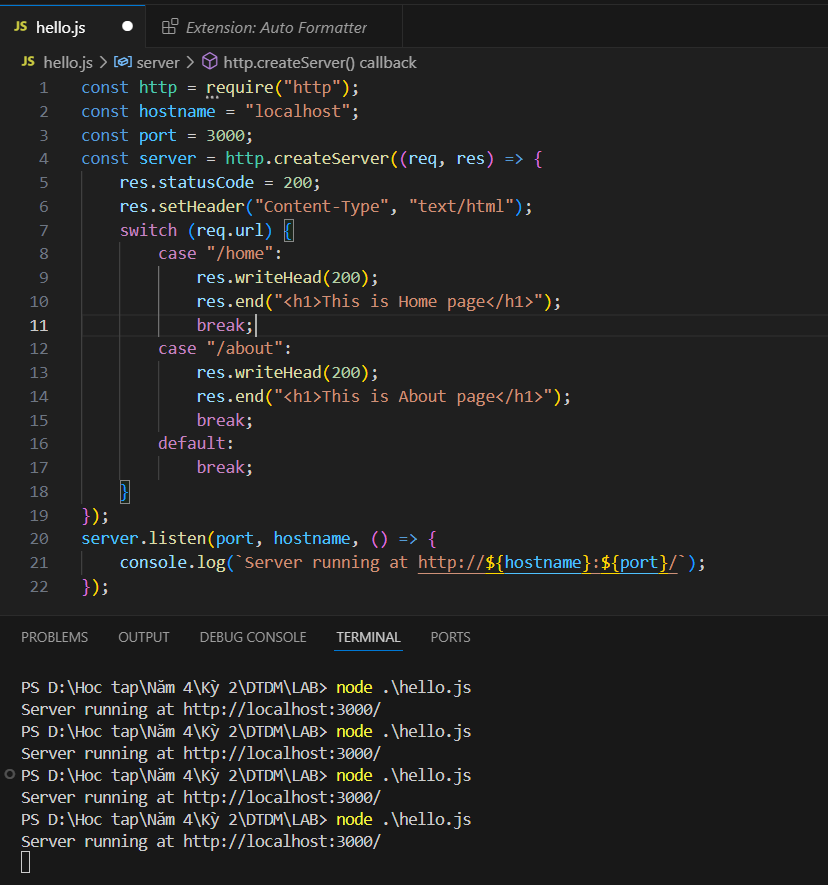 JS hello.js
Extension: Auto Formatter
JS hello.js > server > http.createServer() callback
1 const http = require("http");
2 const hostname = "localhost";
3 const port = 3000;
4 const server = http.createServer((req, res) => {
5 res.statusCode = 200;
6 res.setHeader("Content-Type", "text/html");
7 switch (req.url) {
8 case "/home":
9 res.writeHead(200);
10 res.end("<h1>This is Home page</h1>");
11 break;
12 case "/about":
13 res.writeHead(200);
14 res.end("<h1>This is About page</h1>");
15 break;
16 default:
17 break;
18 }
19 });
20 server.listen(port, hostname, () => {
21 console.log(`Server running at http://${hostname}:${port}/`);
22 });
PROBLEMS OUTPUT DEBUG CONSOLE TERMINAL PORTS
PS D:\Hoc tap\Năm 4\Kỳ 2\DTDM\LAB> node .\hello.js
Server running at http://localhost:3000/
PS D:\Hoc tap\Năm 4\Kỳ 2\DTDM\LAB> node .\hello.js
Server running at http://localhost:3000/
PS D:\Hoc tap\Năm 4\Kỳ 2\DTDM\LAB> node .\hello.js
Server running at http://localhost:3000/
PS D:\Hoc tap\Năm 4\Kỳ 2\DTDM\LAB> node .\hello.js
Server running at http://localhost:3000/